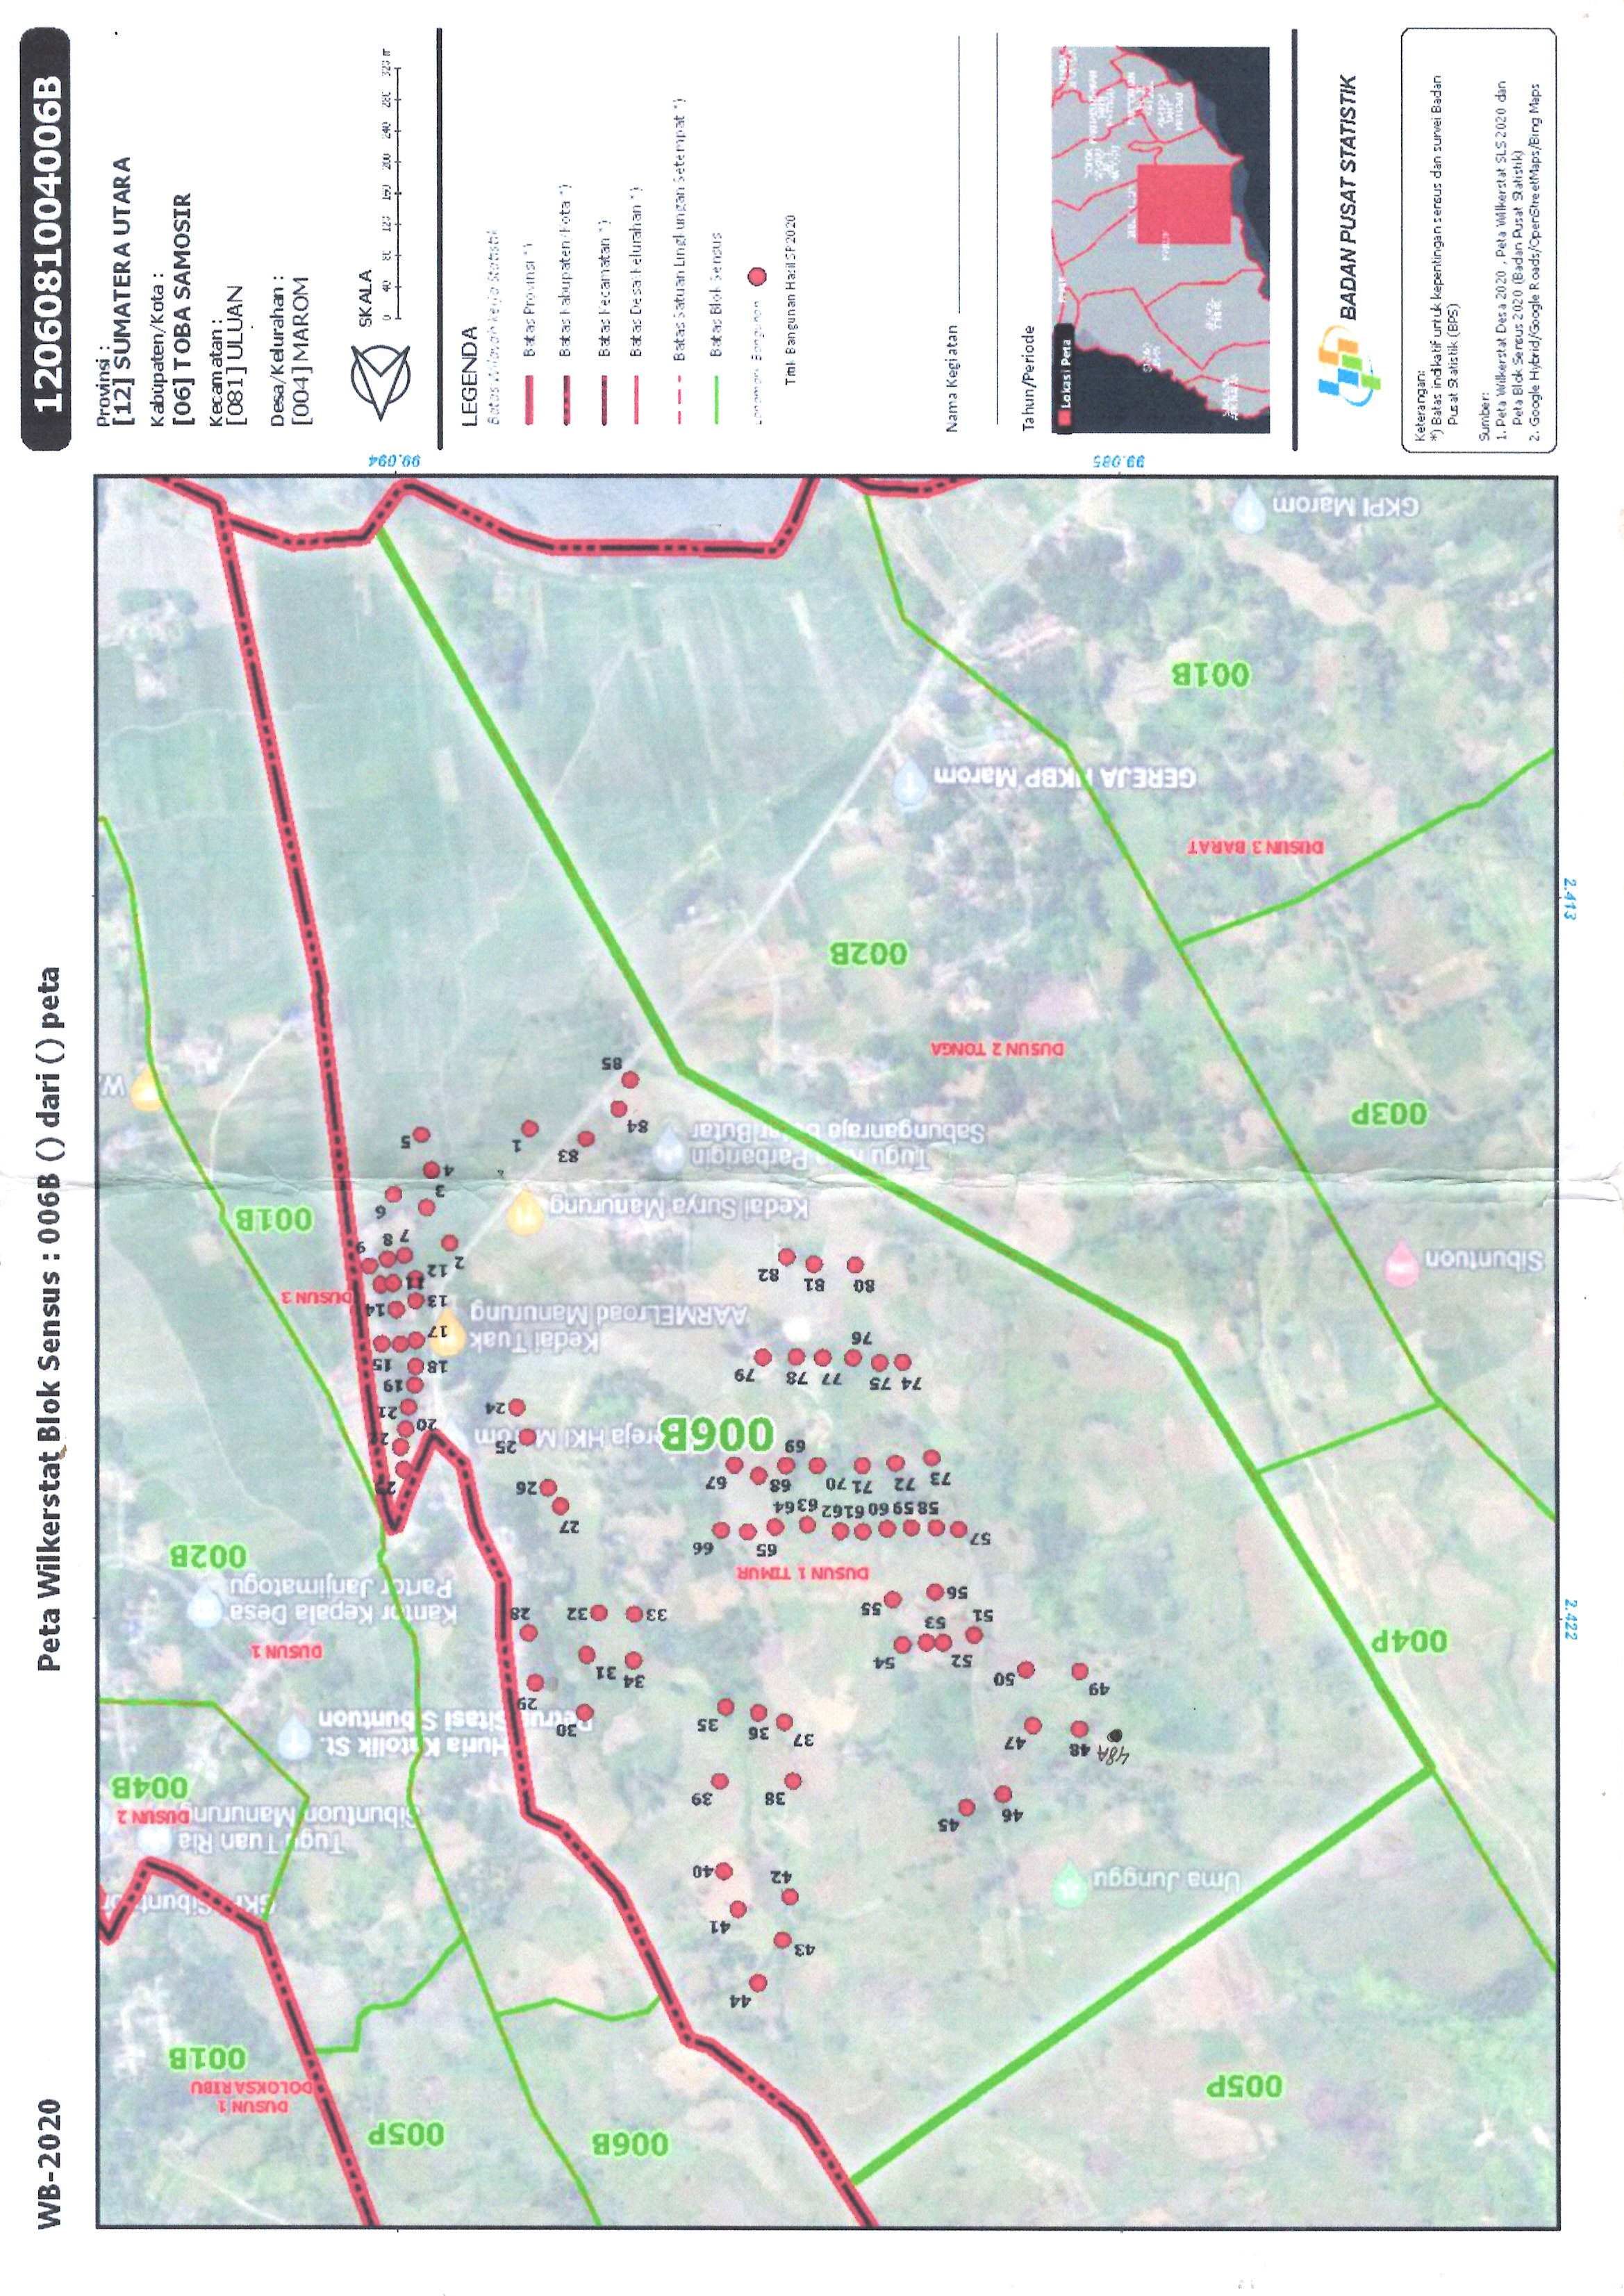 WB-2020
Peta Wilkerstat Blok Sensus : 006B () dari () peta
1206081004006B
Provinsi :
[12] SUMATERA UTARA
Kabupaten/Kota :
[06] TOBA SAMOSIR
Kecamatan :
[081] ULUAN
Desa/Kelurahan :
[004] MAROM
SKALA
0 40 80 120 160 200 240 280 320 m
LEGENDA
Batas Wilayah Kerja Statistik
Batas Provinsi *)
Batas Kabupaten/Kota *)
Batas Kecamatan *)
Batas Desa/Kelurahan *)
Batas Satuan Lingkungan Setempat *)
Batas Blok Sensus
Landmark Bangunan
Titik Bangunan Hasil SP2020
Nama Kegiatan
Tahun/Periode
Lokasi Peta
BADAN PUSAT STATISTIK
Keterangan:
*) Batas indikatif untuk kepentingan sensus dan survei Badan
Pusat Statistik (BPS)
Sumber:
1. Peta Wilkerstat Desa 2020 , Peta Wilkerstat SLS 2020 dan
Peta Blok Sensus 2020 (Badan Pusat Statistik)
2. Google Hybrid/Google Roads/OpenStreetMaps/Bing Maps
99.094
99.085
2.422
2.413
DUSUN 1
DOLOKSARIBU
001B
DUSUN 2
004B
Tugu Tuan Ria
Sibuntuon Manurung
DUSUN 1
002B
Kantor Kepala Desa
Partor Janjimatogu
Huria Katolik St.
Petrus Stasi Sibuntuon
DUSUN 3
001B
005P
006B
Kedai Tuak
AARMELroad Manurung
Kedai Surya Manurung
006B
DUSUN 1 TIMUR
Parbangin
Sabunganraja
Butar
002B
DUSUN 2 TONGA
GEREJA HKBP Marom
001B
DUSUN 3 BARAT
GKPI Marom
003P
Sibuntuon
004P
005P
Uma Junggu
1
2
3
4
5
6
7
8
9
11
12
13
14
15
17
18
19
20
21
24
25
26
27
28
29
30
31
32
33
34
35
36
37
38
39
40
41
42
43
44
45
46
47
48
48A
49
50
51
52
53
54
55
56
57
58
59
60
61
62
63
64
65
66
67
68
69
70
71
72
73
74
75
76
77
78
79
80
81
82
83
84
85